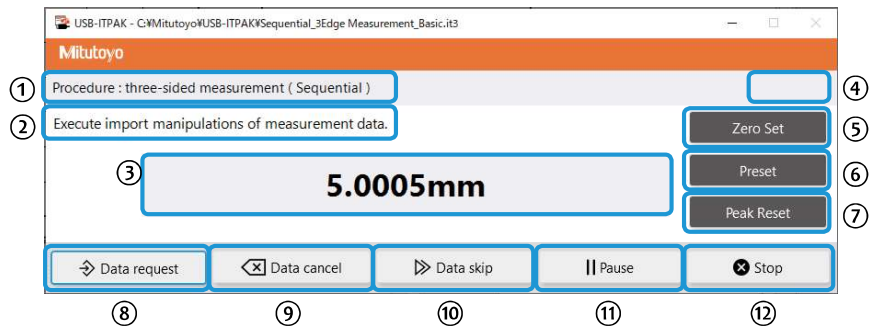 USB-ITPAK - C:¥Mitutoyo¥USB-ITPAK¥Sequential_3Edge Measurement_Basic.it3
Mitutoyo
① Procedure : three-sided measurement ( Sequential ) ④
② Execute import manipulations of measurement data.
Zero Set ⑤
③ 5.0005mm
Preset ⑥
Peak Reset ⑦
Data request Data cancel Data skip Pause Stop
⑧ ⑨ ⑩ ⑪ ⑫